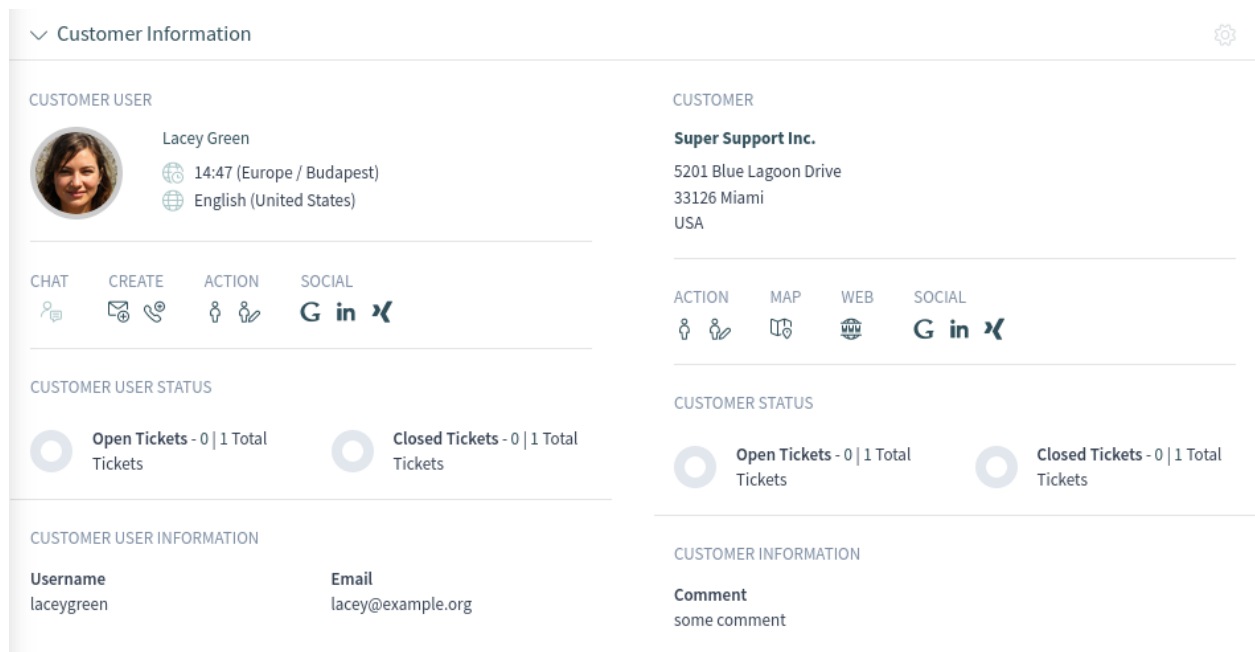 Customer Information
CUSTOMER USER
Lacey Green
14:47 (Europe / Budapest)
English (United States)
CHAT CREATE ACTION SOCIAL
G in
CUSTOMER USER STATUS
Open Tickets - 0 | 1 Total
Tickets
Closed Tickets - 0 | 1 Total
Tickets
CUSTOMER USER INFORMATION
Username
laceygreen
Email
lacey@example.org
CUSTOMER
Super Support Inc.
5201 Blue Lagoon Drive
33126 Miami
USA
ACTION MAP WEB SOCIAL
G in
CUSTOMER STATUS
Open Tickets - 0 | 1 Total
Tickets
Closed Tickets - 0 | 1 Total
Tickets
CUSTOMER INFORMATION
Comment
some comment